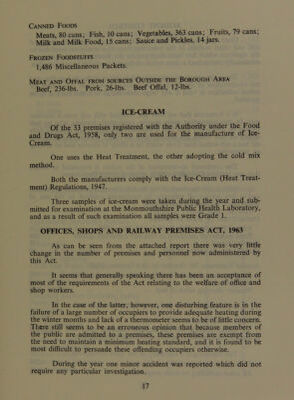 CANNED FOODS
Meats, 80 cans; Fish, 10 cans; Vegetables, 363 cans; Fruits, 79 cans;
Milk and Milk Food, 15 cans; Sauce and Pickles, 14 jars.
FROZEN FOODSTUFFS
1,486 Miscellaneous Packets.
MEAT AND OFFAL FROM SOURCES OUTSIDE THE BOROUGH AREA
Beef, 236-lbs. Pork, 26-lbs. Beef Offal, 12-lbs.
ICE-CREAM
Of the 33 premises registered with the Authority under the Food
and Drugs Act, 1958, only two are used for the manufacture of Ice-
Cream.
One uses the Heat Treatment, the other adopting the cold mix
method.
Both the manufacturers comply with the Ice-Cream (Heat Treat-
ment) Regulations, 1947.
Three samples of ice-cream were taken during the year and sub-
mitted for examination at the Monmouthshire Public Health Laboratory,
and as a result of such examination all samples were Grade 1.
OFFICES, SHOPS AND RAILWAY PREMISES ACT, 1963
As can be seen from the attached report there was very little
change in the number of premises and personnel now administered by
this Act.
It seems that generally speaking there has been an acceptance of
most of the requirements of the Act relating to the welfare of office and
shop workers.
In the case of the latter, however, one disturbing feature is in the
failure of a large number of occupiers to provide adequate heating during
the winter months and lack of a thermometer seems to be of little concern.
There still seems to be an erroneous opinion that because members of
the public are admitted to a premises, these premises are exempt from
the need to maintain a minimum heating standard, and it is found to be
most difficult to persuade these offending occupiers otherwise.
During the year one minor accident was reported which did not
require any particular investigation.
17